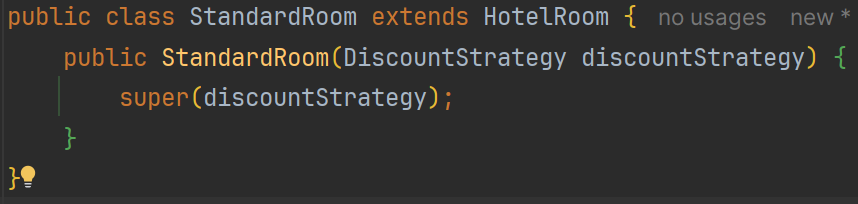 public class StandardRoom extends HotelRoom { no usages new *
    public StandardRoom(DiscountStrategy discountStrategy) {
        super(discountStrategy);
    }
}